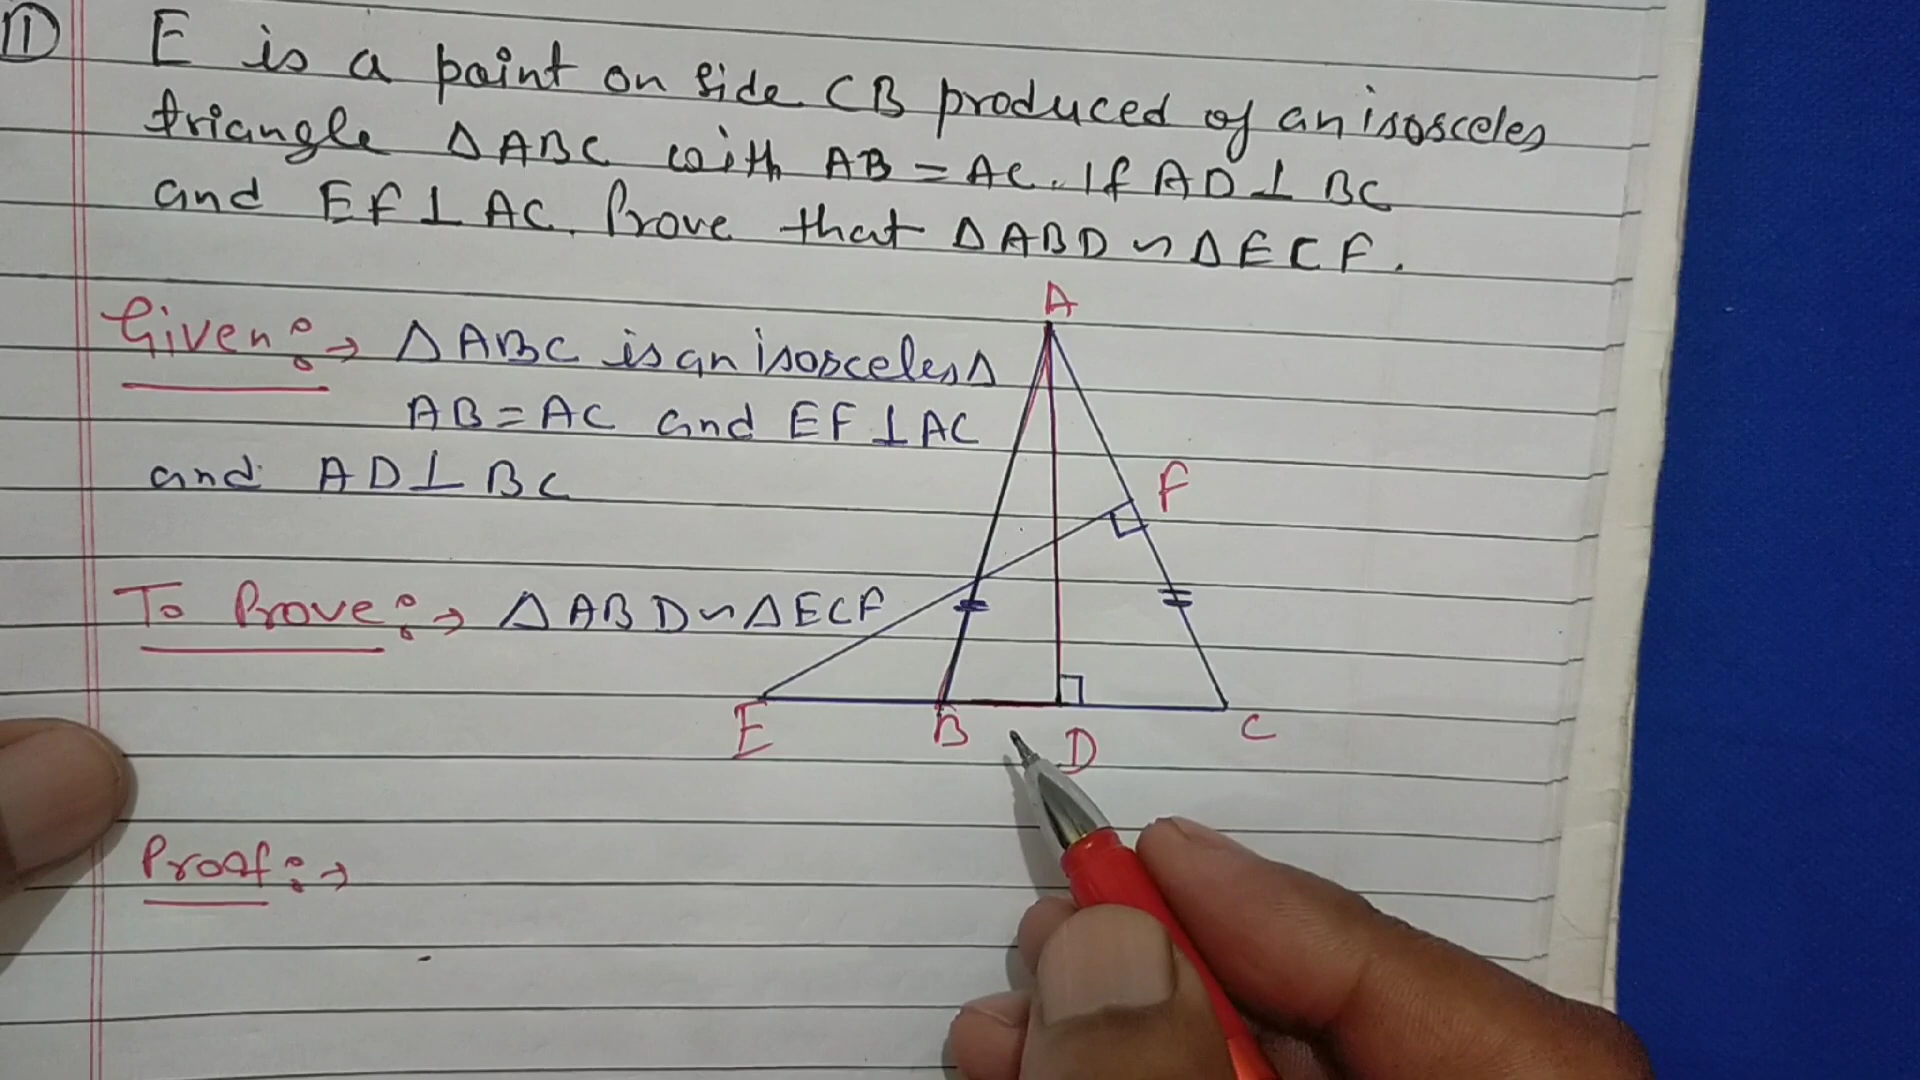 ① E is a point on side CB produced of an isosceles
triangle ΔABC with AB = AC. If AD ⊥ BC
and EF ⊥ AC. Prove that ΔABD ∽ ΔECF.
Given :→ ΔABC is an isosceles Δ
AB = AC and EF ⊥ AC
and AD ⊥ BC
To Prove :→ ΔABD ∽ ΔECF
Proof :→
A
F
E
B
D
C